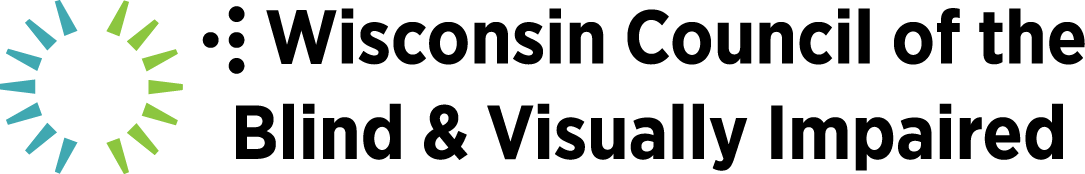 ⠺Wisconsin Council of the
Blind & Visually Impaired